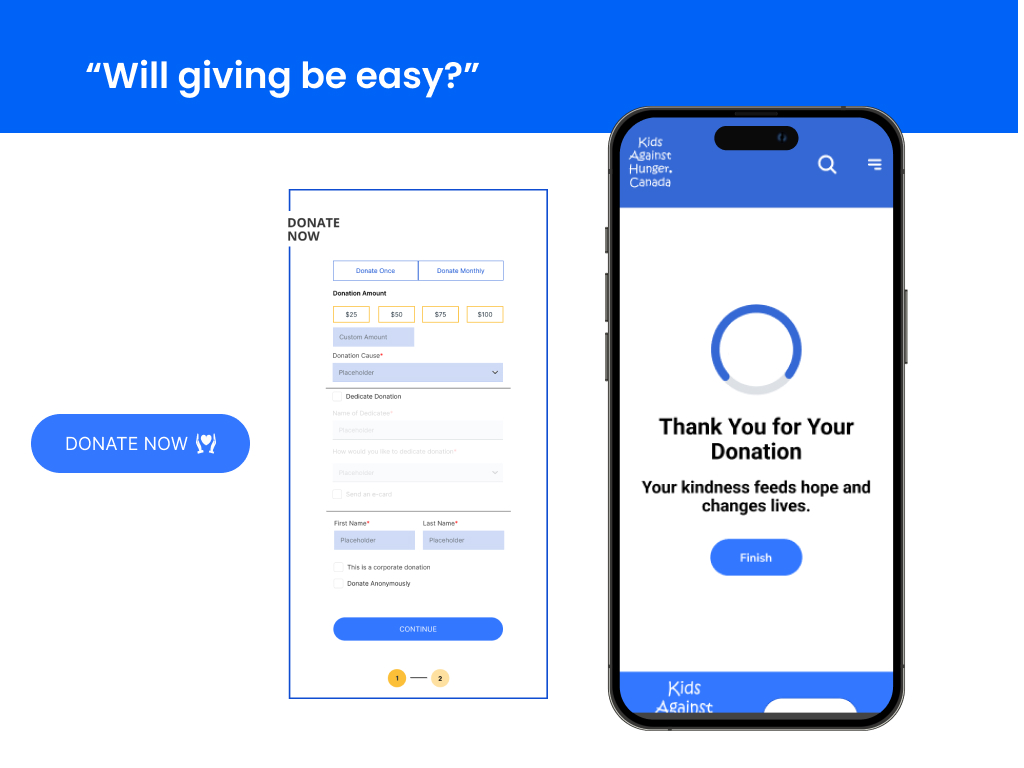 “Will giving be easy?”
DONATE NOW
DONATE
NOW
Donate Once
Donate Monthly
Donation Amount
$25
$50
$75
$100
Custom Amount
Donation Cause*
Placeholder
Dedicate Donation
Name of Dedicatee*
Placeholder
How would you like to dedicate donation*
Placeholder
Send an e-card
First Name*
Last Name*
Placeholder
Placeholder
This is a corporate donation
Donate Anonymously
CONTINUE
1
2
Kids
Against
Hunger.
Canada
Thank You for Your
Donation
Your kindness feeds hope and
changes lives.
Finish
Kids
Against